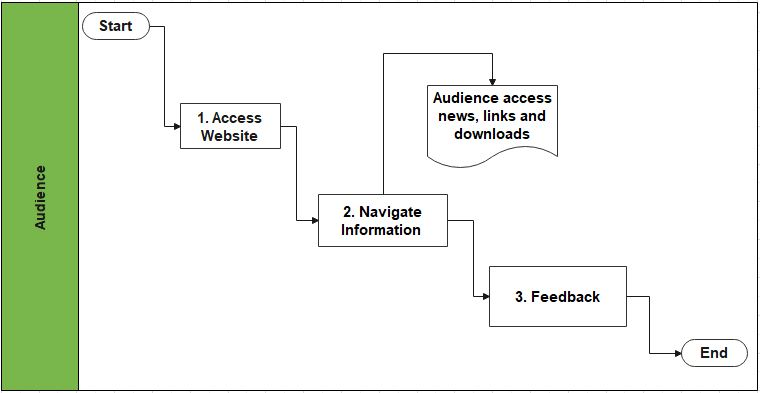 Start
Audience
1. Access
Website
Audience access
news, links and
downloads
2. Navigate
Information
3. Feedback
End